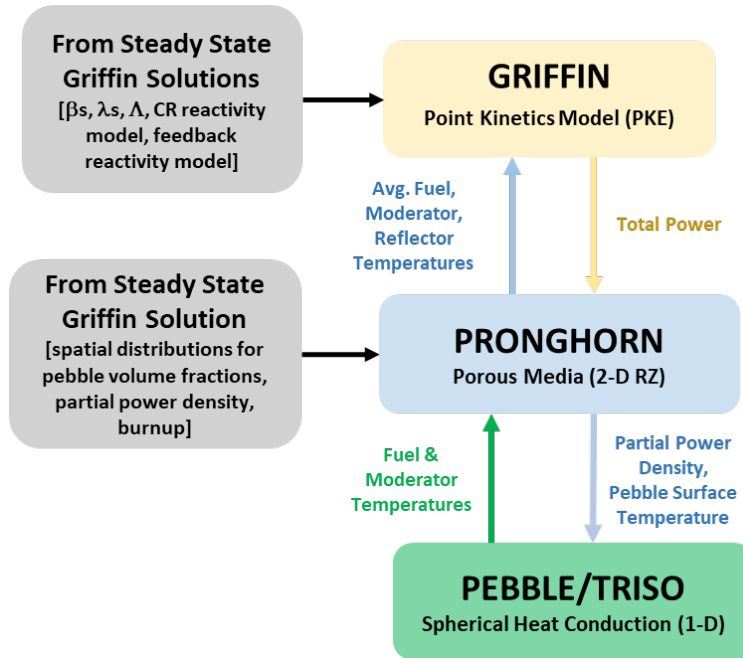 From Steady State
Griffin Solutions
[βs, λs, Λ, CR reactivity
model, feedback
reactivity model]
GRIFFIN
Point Kinetics Model (PKE)
Avg. Fuel,
Moderator,
Reflector
Temperatures
Total Power
From Steady State
Griffin Solution
[spatial distributions for
pebble volume fractions,
partial power density,
burnup]
PRONGHORN
Porous Media (2-D RZ)
Fuel &
Moderator
Temperatures
Partial Power
Density,
Pebble Surface
Temperature
PEBBLE/TRISO
Spherical Heat Conduction (1-D)